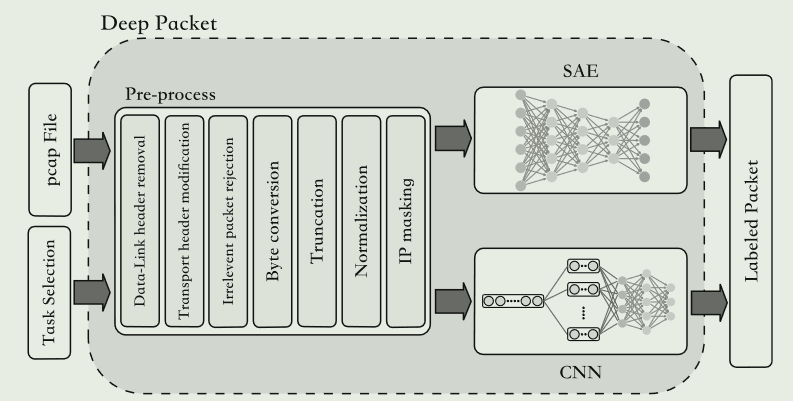 Deep Packet
pcap File
Task Selection
Pre-process
Data-Link header removal
Transport header modification
Irrelevent packet rejection
Byte conversion
Truncation
Normalization
IP masking
SAE
CNN
Labeled Packet